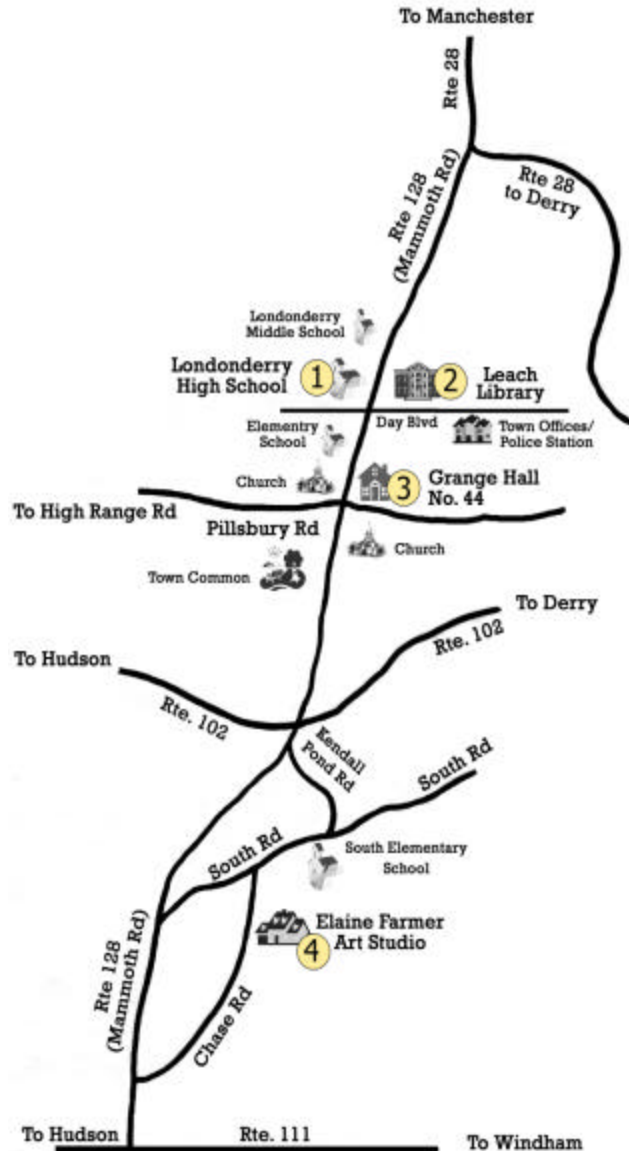 To Manchester
Rte 28
Rte 28
to Derry
Rte 128
(Mammoth Rd)
Londonderry
Middle School
Londonderry
High School
1
2
Leach
Library
Day Blvd
Town Offices/
Police Station
Elementry
School
Church
3
Grange Hall
No. 44
To High Range Rd
Pillsbury Rd
Church
Town Common
To Derry
Rte. 102
To Hudson
Rte. 102
Kendall
Pond Rd
South Rd
South Rd
South Elementary
School
Elaine Farmer
Art Studio
4
Rte 128
(Mammoth Rd)
Chase Rd
To Hudson
Rte. 111
To Windham